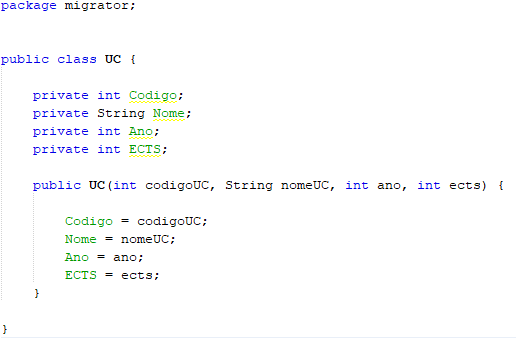 package migrator;
public class UC {
private int Codigo;
private String Nome;
private int Ano;
private int ECTS;
public UC(int codigoUC, String nomeUC, int ano, int ects) {
Codigo = codigoUC;
Nome = nomeUC;
Ano = ano;
ECTS = ects;
}
}